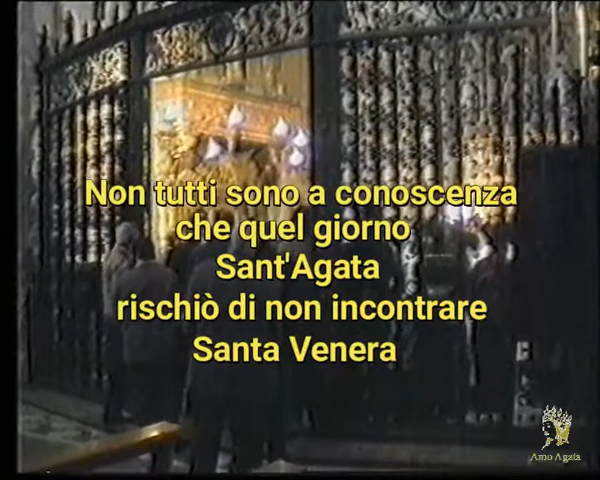 Non tutti sono a conoscenza
che quel giorno
Sant'Agata
rischiò di non incontrare
Santa Venera
Amo Agata